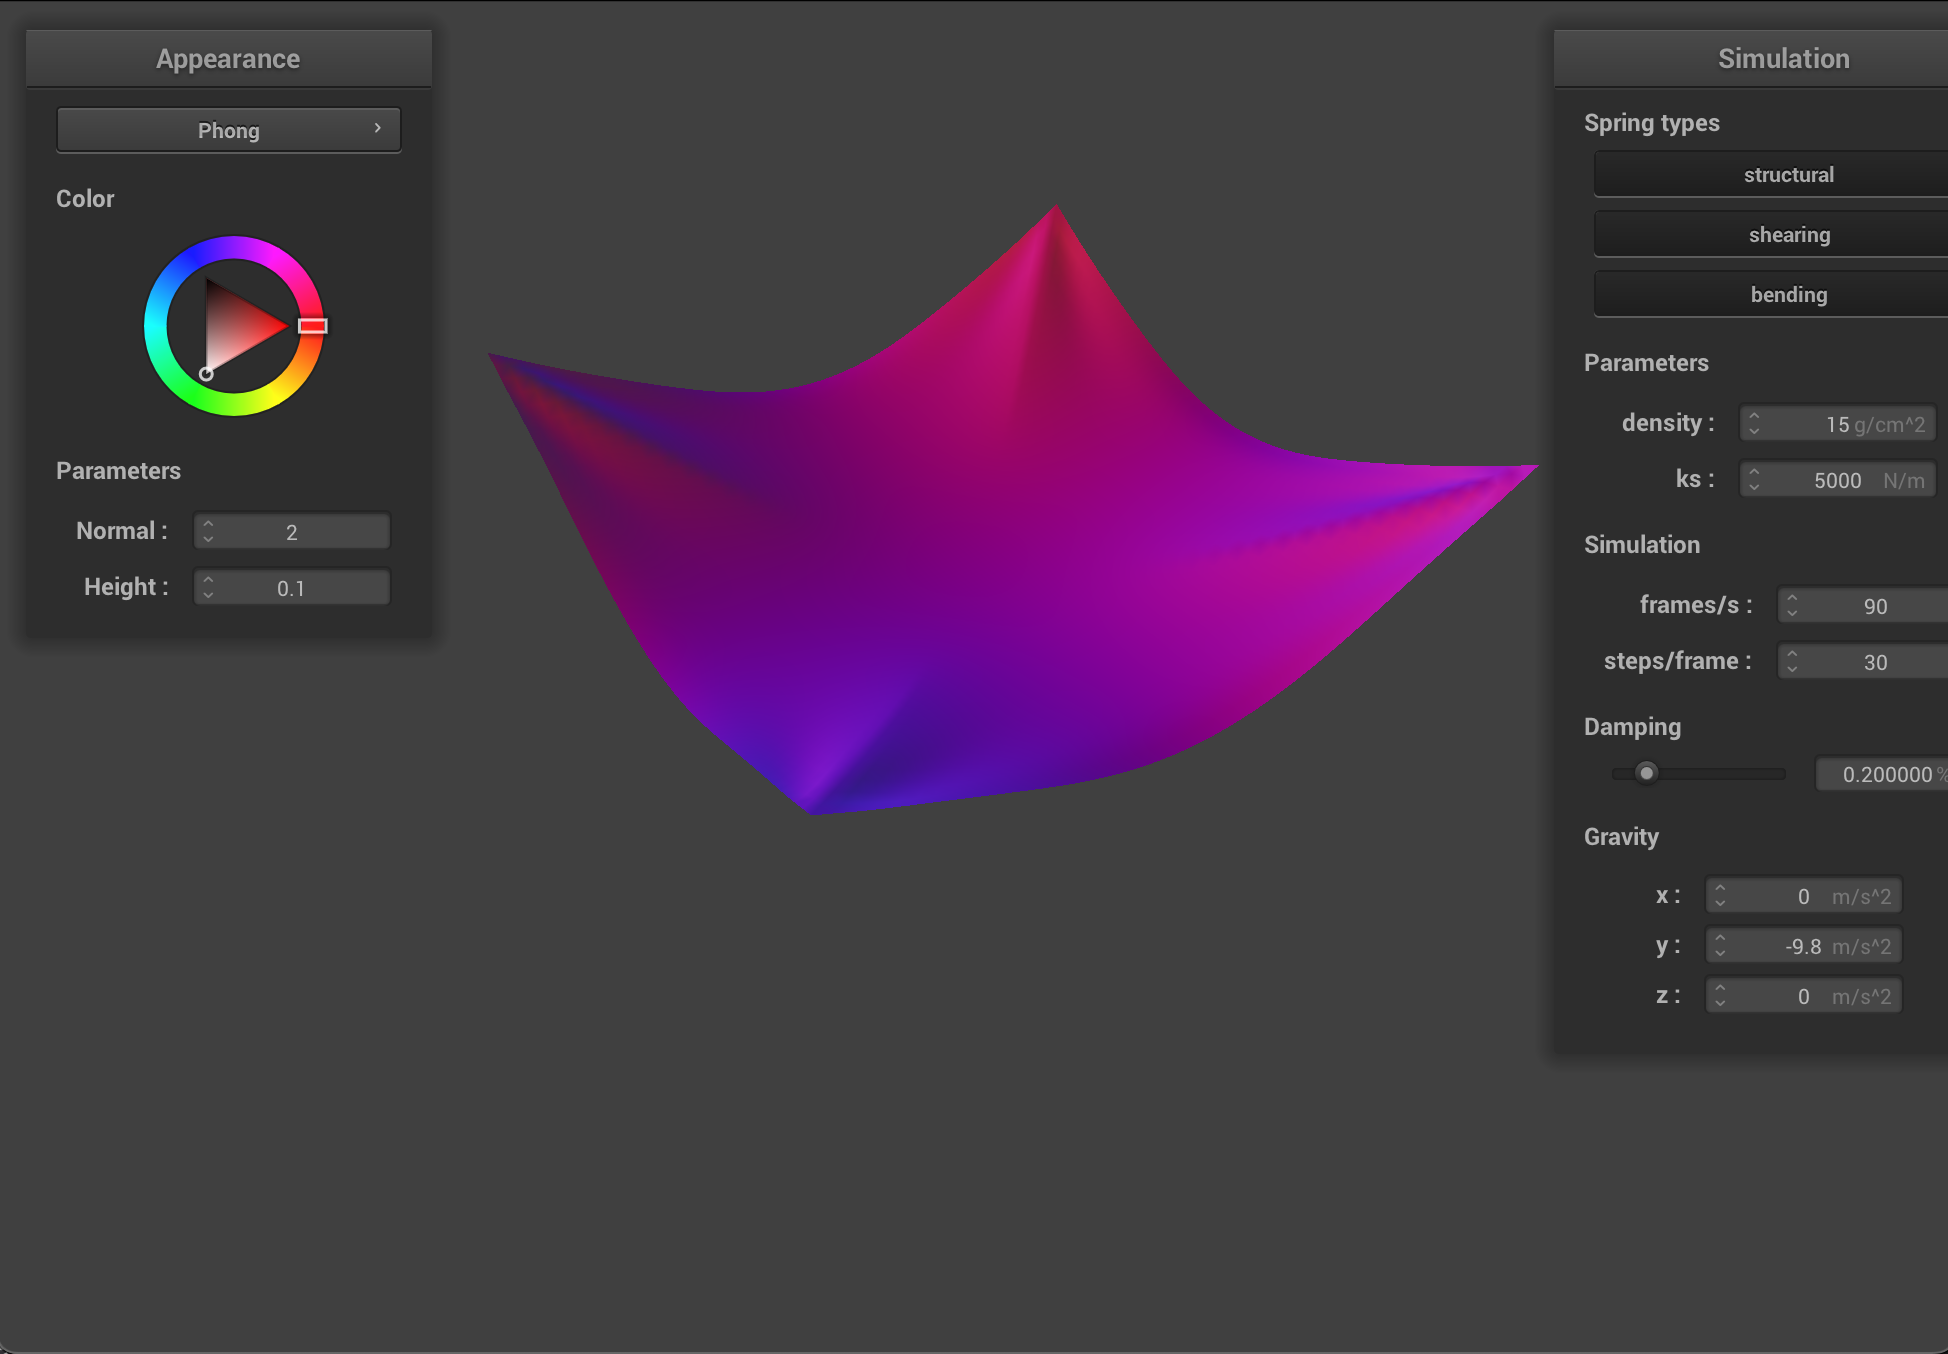 Appearance
Phong
Color
Parameters
Normal : 2
Height : 0.1
Simulation
Spring types
structural
shearing
bending
Parameters
density : 15 g/cm^2
ks : 5000 N/m
Simulation
frames/s : 90
steps/frame : 30
Damping
0.200000 %
Gravity
x : 0 m/s^2
y : -9.8 m/s^2
z : 0 m/s^2